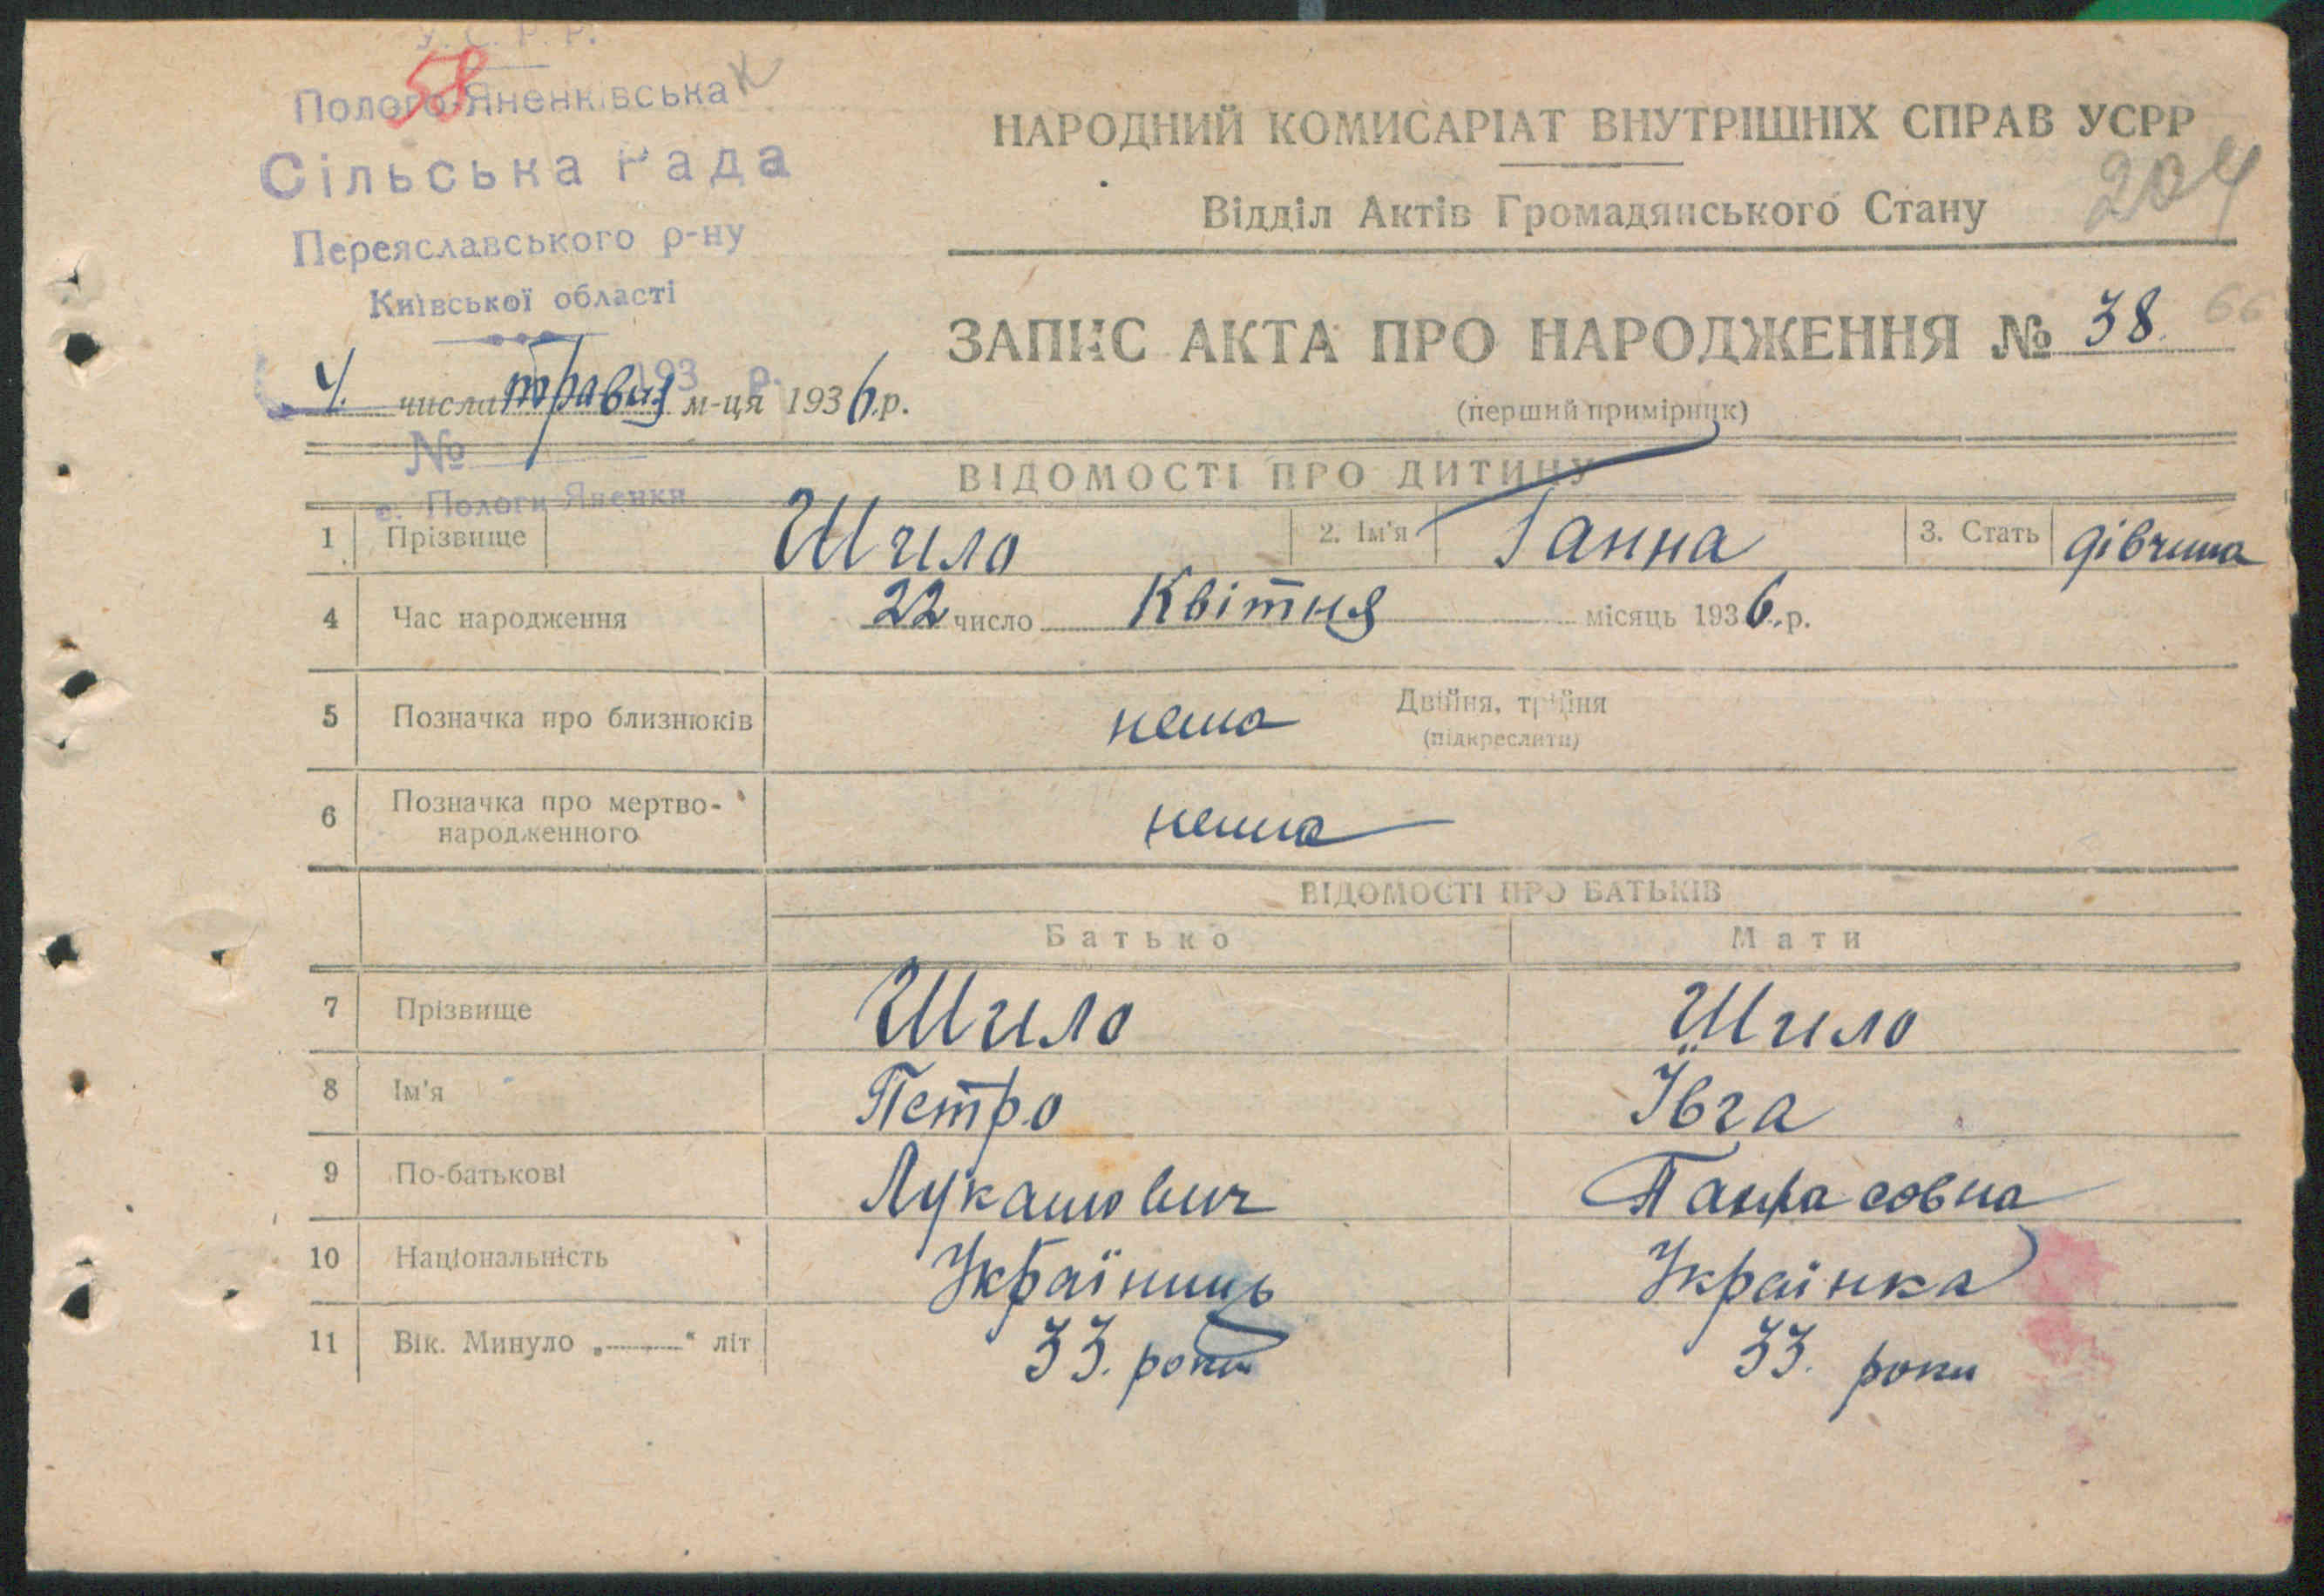 У. С. Р. Р.
58
Полого-Яненківська К
Сільська Рада
Переяславського р-ну
Київської області
193 р.
4. числа травня м-ця 1936.р.
№
с. Пологи Яненки
НАРОДНИЙ КОМИСАРІАТ ВНУТРІШНІХ СПРАВ УСРР
204
Відділ Актів Громадянського Стану
ЗАПИС АКТА ПРО НАРОДЖЕННЯ № 38. 66
(перший примірник)
ВІДОМОСТІ ПРО ДИТИНУ
1 Прізвище Шило 2. Ім'я Ганна 3. Стать дівчина
4 Час народження 22 число Квітня місяць 1936.р.
5 Позначка про близнюків нема Двійня, трійня
(підкреслити)
6 Позначка про мертво-
народженного нема
ВІДОМОСТІ ПРО БАТЬКІВ
Батько Мати
7 Прізвище Шило Шило
8 Ім'я Петро Ївга
9 По-батькові Лукашович
10 Національність Українць Українка
11 Вік. Минуло „——“ літ 33. роки 33. роки